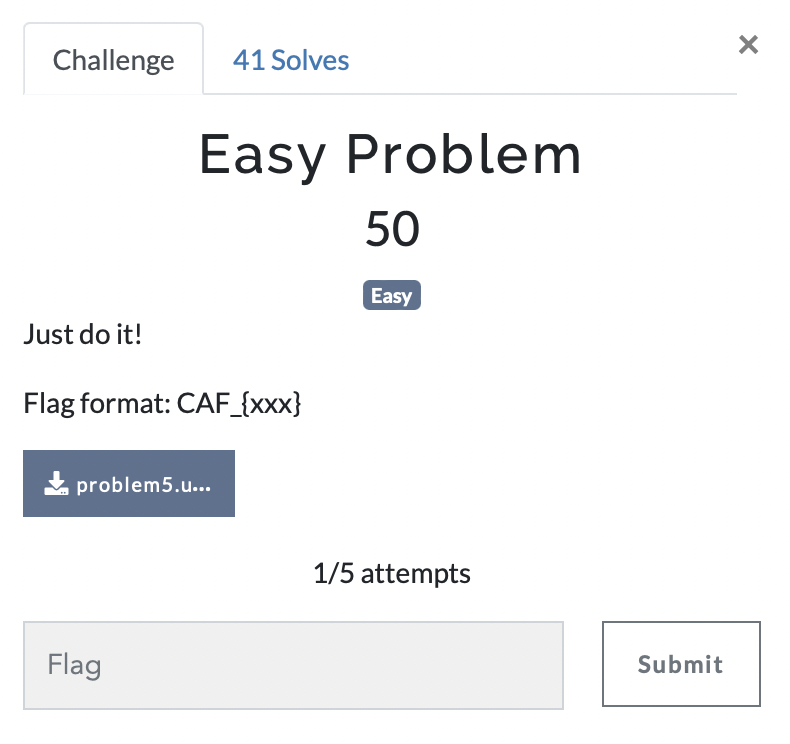 Challenge
41 Solves
×
Easy Problem
50
Easy
Just do it!
Flag format: CAF_{xxx}
problem5.u...
1/5 attempts
Flag
Submit